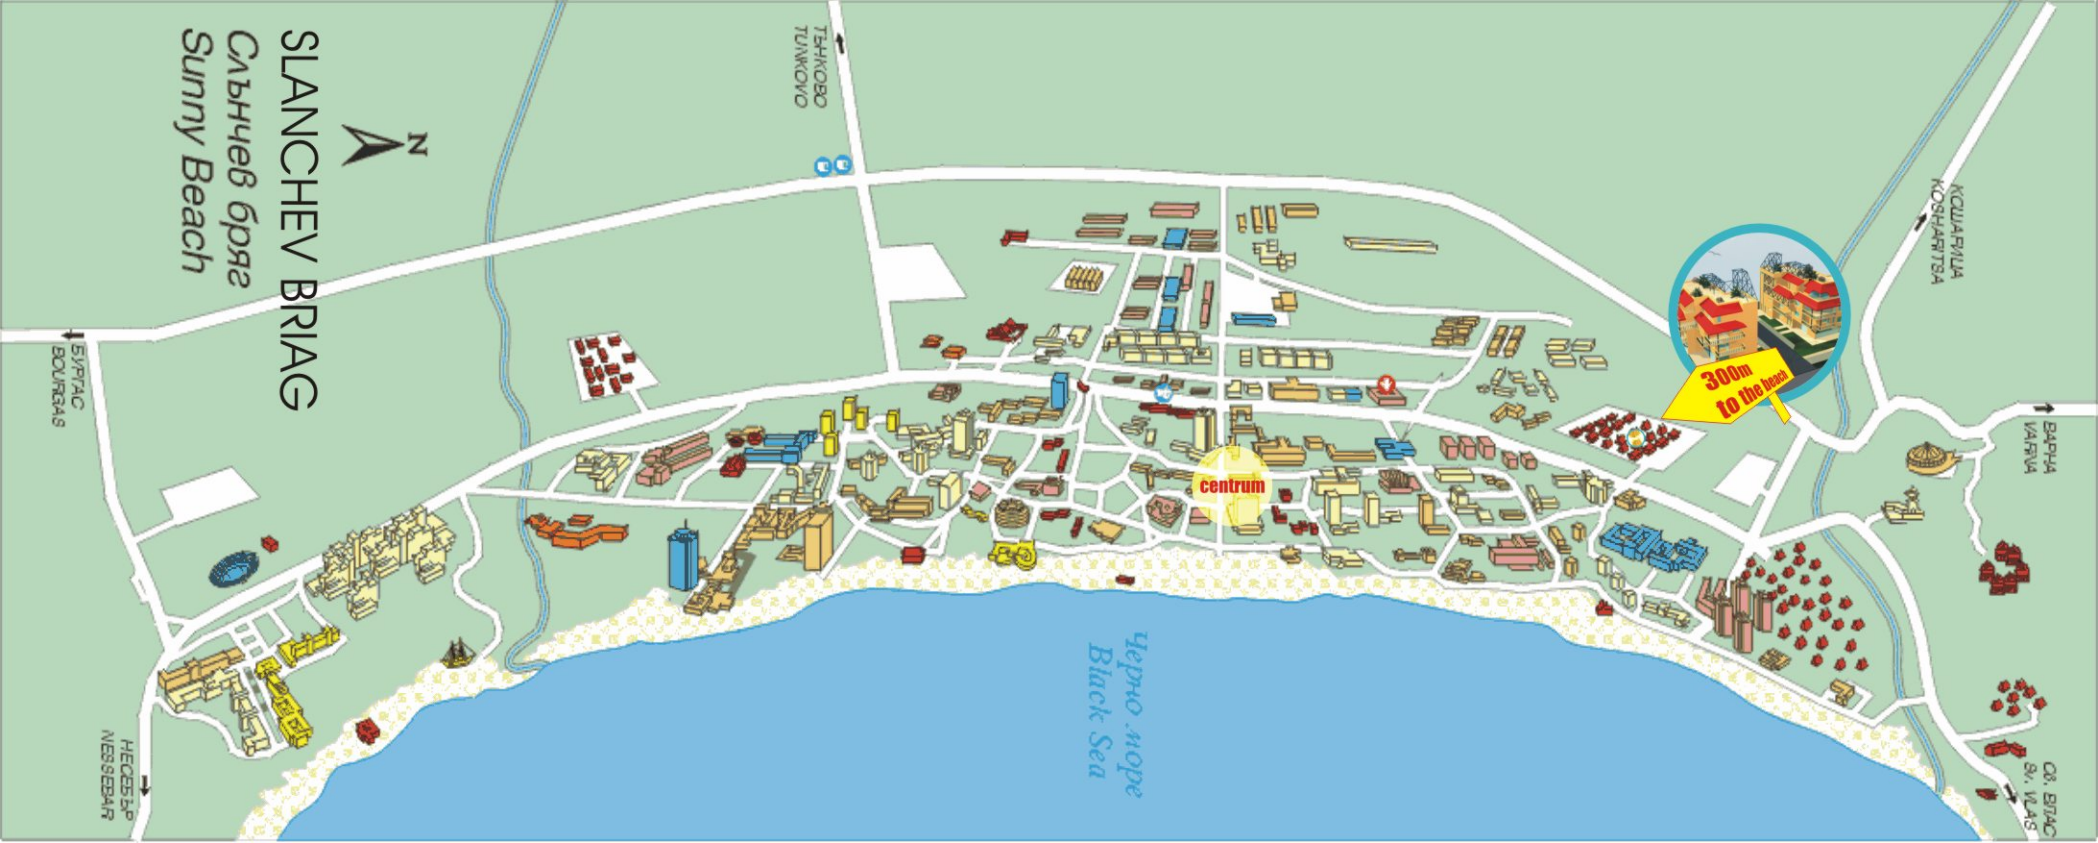 SLANCHEV BRIAG
Слънчев бряг
Sunny Beach
N
ТЪНКОВО
TUNKOVO
КОШАРИЦА
KOSHARITSA
300m
to the beach
ВАРНА
VARNA
БУРГАС
BOURGAS
centrum
Черно море
Black Sea
НЕСЕБЪР
NESSEBAR
СВ. ВЛАС
SV. VLAS